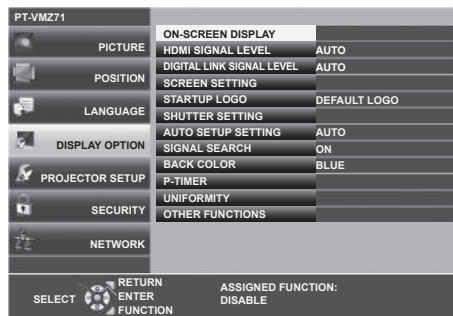 PT-VMZ71
PICTURE
POSITION
LANGUAGE
DISPLAY OPTION
PROJECTOR SETUP
SECURITY
NETWORK
ON-SCREEN DISPLAY
HDMI SIGNAL LEVEL AUTO
DIGITAL LINK SIGNAL LEVEL AUTO
SCREEN SETTING
STARTUP LOGO DEFAULT LOGO
SHUTTER SETTING
AUTO SETUP SETTING AUTO
SIGNAL SEARCH ON
BACK COLOR BLUE
P-TIMER
UNIFORMITY
OTHER FUNCTIONS
SELECT
RETURN
ENTER
FUNCTION
ASSIGNED FUNCTION:
DISABLE